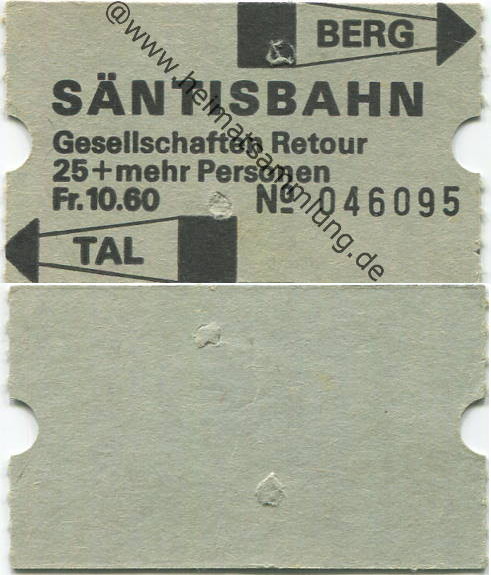 BERG
SÄNTISBAHN
Gesellschaften Retour
25+mehr Personen
Fr.10.60 Nº 046095
TAL
@www.heimatsammlung.de